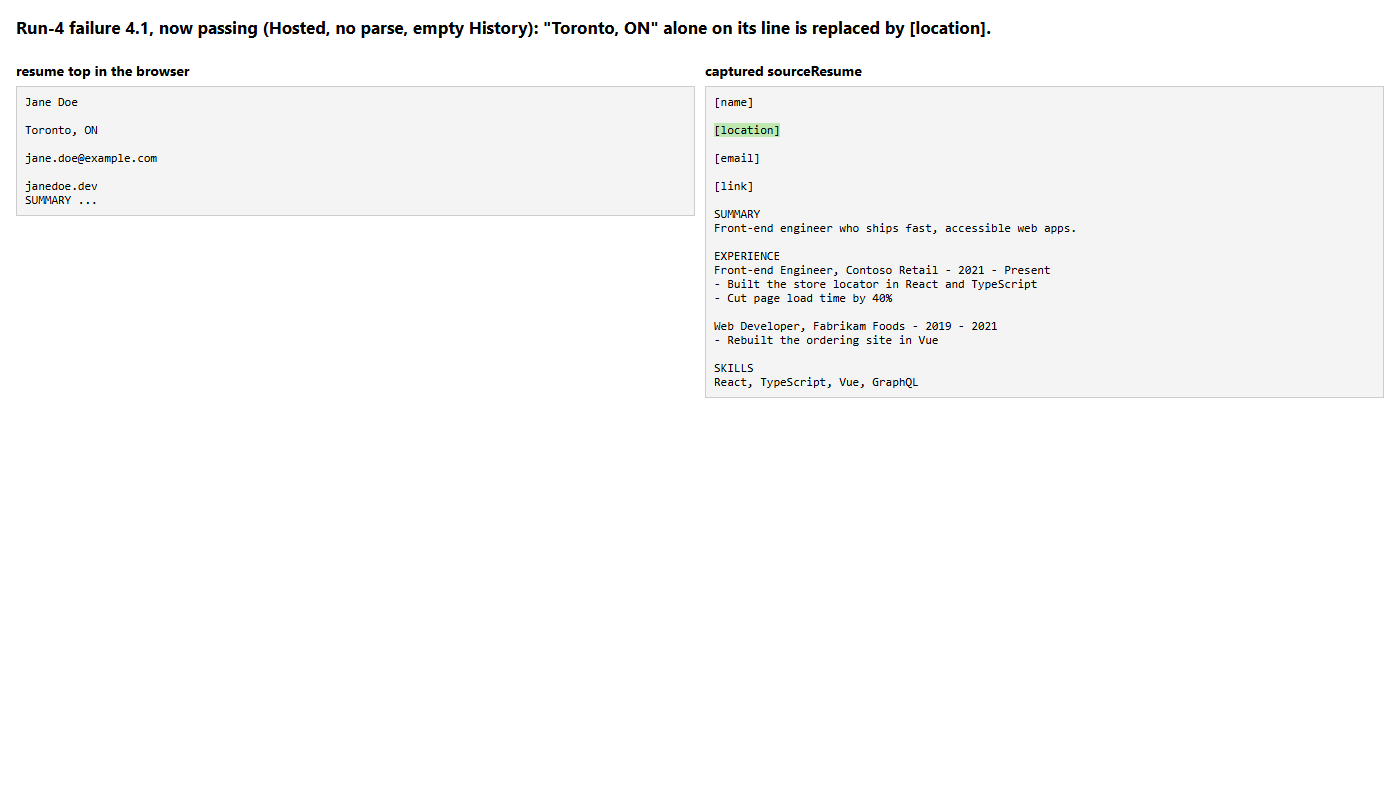 Run-4 failure 4.1, now passing (Hosted, no parse, empty History): "Toronto, ON" alone on its line is replaced by [location].
resume top in the browser
Jane Doe
Toronto, ON
jane.doe@example.com
janedoe.dev
SUMMARY ...
captured sourceResume
[name]
[location]
[email]
[link]
SUMMARY
Front-end engineer who ships fast, accessible web apps.
EXPERIENCE
Front-end Engineer, Contoso Retail - 2021 - Present
- Built the store locator in React and TypeScript
- Cut page load time by 40%
Web Developer, Fabrikam Foods - 2019 - 2021
- Rebuilt the ordering site in Vue
SKILLS
React, TypeScript, Vue, GraphQL